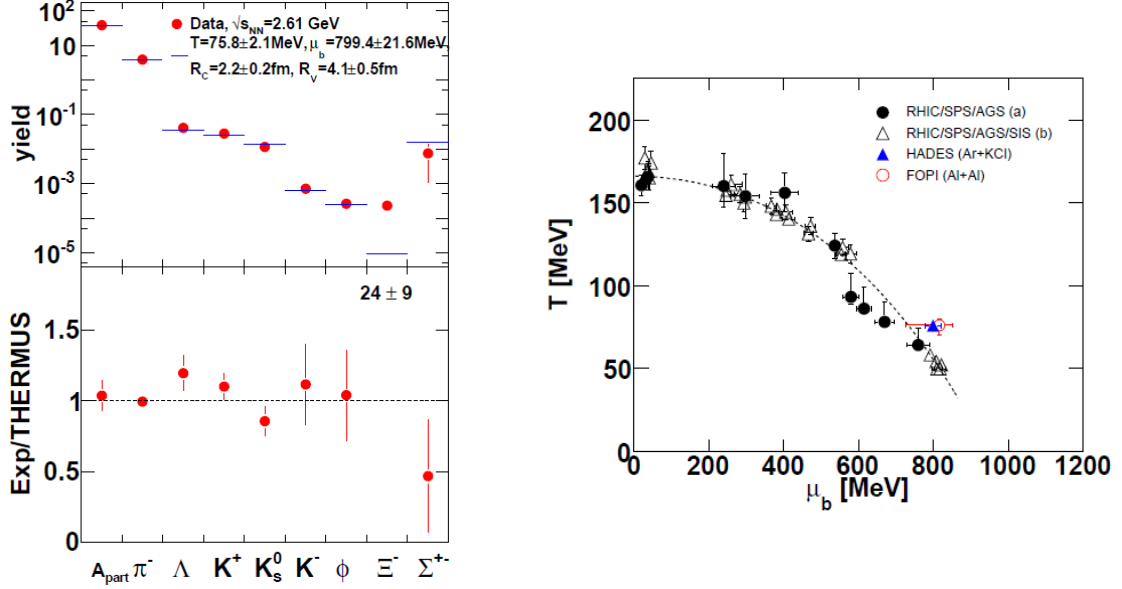 10²
10
10⁻¹
10⁻³
10⁻⁵
yield
Data, √s_NN=2.61 GeV
T=75.8±2.1MeV, μ_b=799.4±21.6MeV,
R_C=2.2±0.2fm, R_V=4.1±0.5fm
24 ± 9
1.5
1
0.5
0
Exp/THERMUS
A_part π⁻ Λ K⁺ K⁰_s K⁻ ϕ Ξ⁻ Σ⁺⁻
RHIC/SPS/AGS (a)
RHIC/SPS/AGS/SIS (b)
HADES (Ar+KCl)
FOPI (Al+Al)
200
150
100
50
0
T [MeV]
0 200 400 600 800 1000 1200
μ_b [MeV]